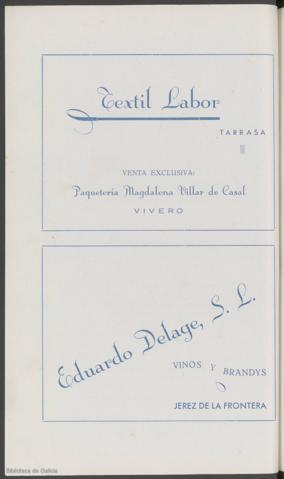 Textil Labor
TARRASA
VENTA EXCLUSIVA:
Paquetería Magdalena Villar de Casal
VIVERO
Eduardo Delage, S. L.
VINOS Y BRANDYS
JEREZ DE LA FRONTERA
Biblioteca de Galicia